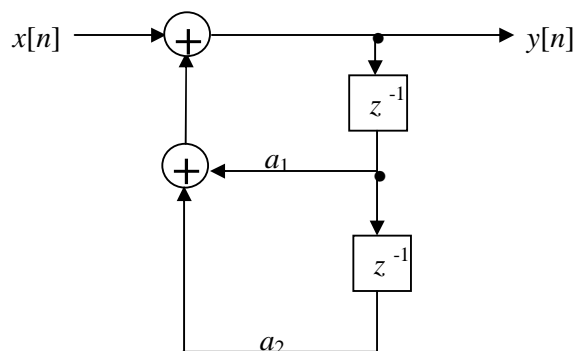 x[n] + y[n]
z⁻¹
+ a₁
z⁻¹
a₂